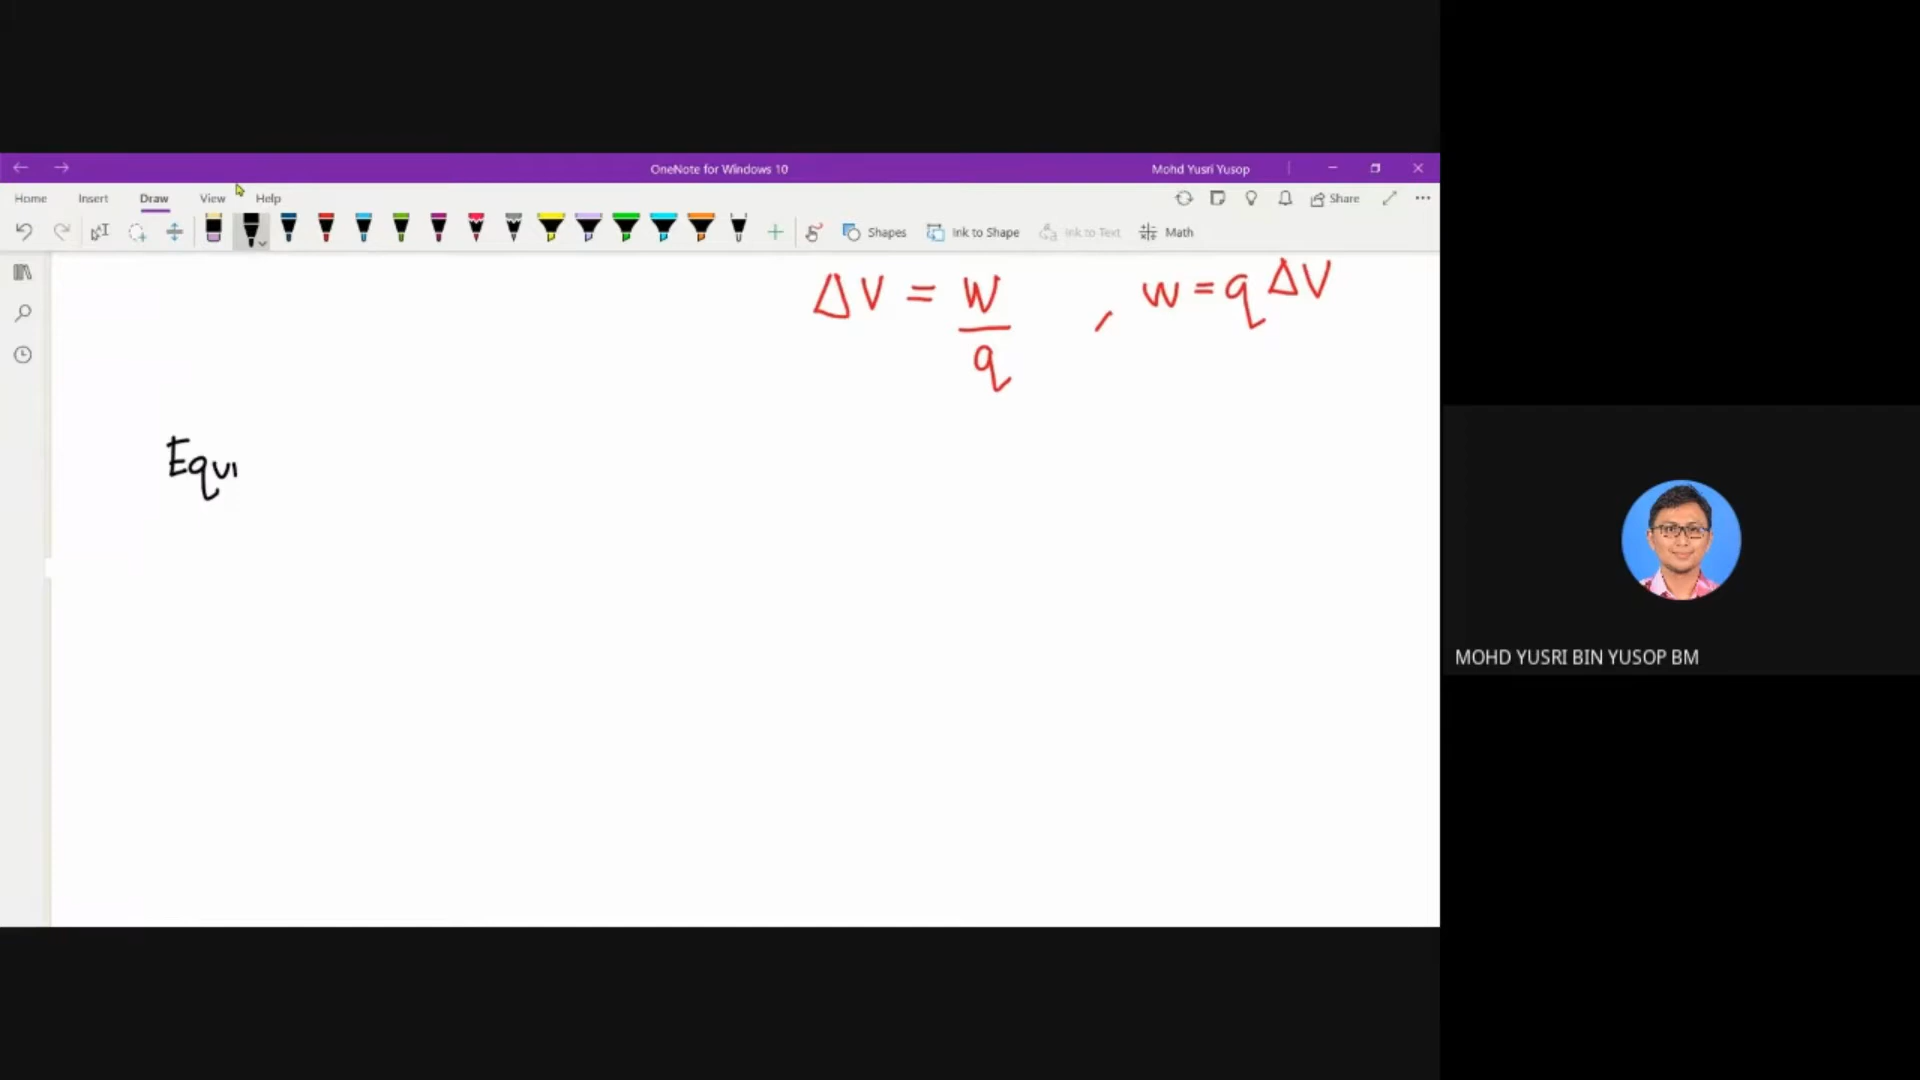 OneNote for Windows 10
Mohd Yusri Yusop
Home Insert Draw View Help
Share
Shapes Ink to Shape Ink to Text Math
ΔV = W/q , W = qΔV
Equi
MOHD YUSRI BIN YUSOP BM